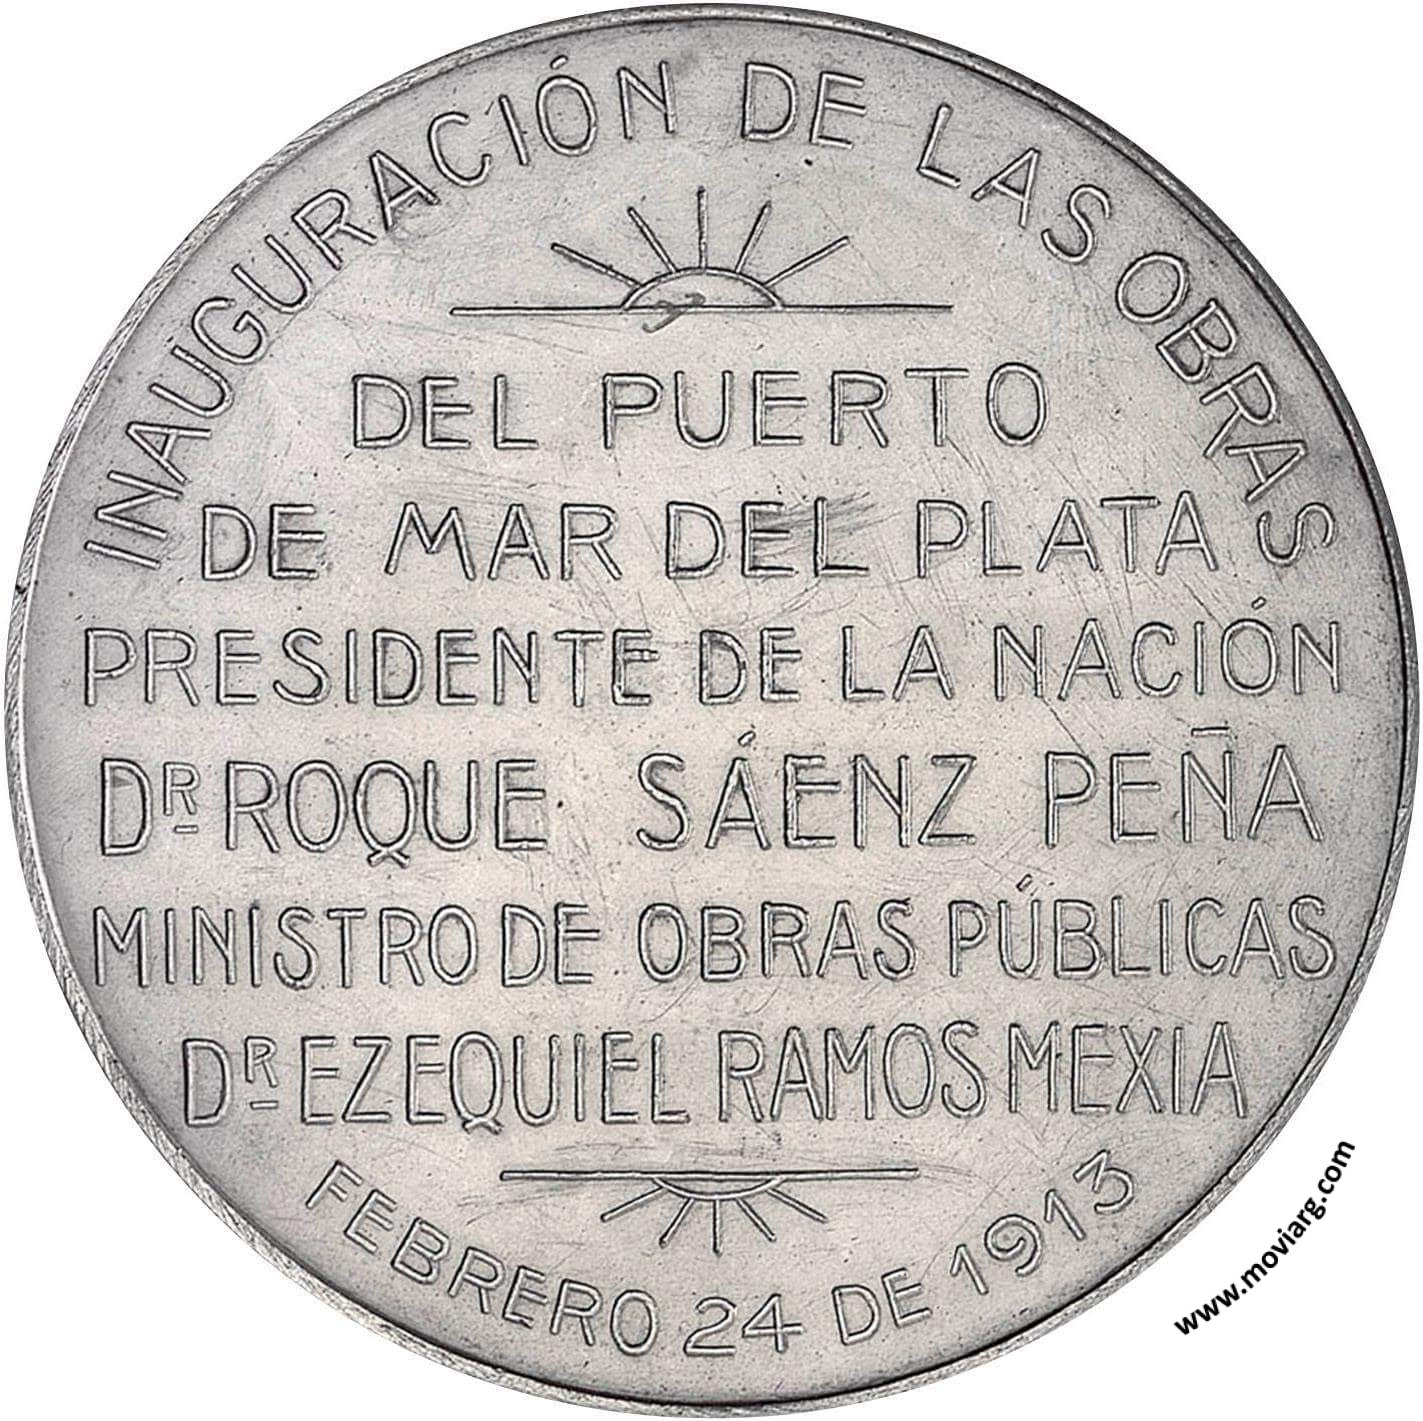 INAUGURACIÓN DE LAS OBRAS
DEL PUERTO
DE MAR DEL PLATA
PRESIDENTE DE LA NACIÓN
DR ROQUE SÁENZ PEÑA
MINISTRO DE OBRAS PÚBLICAS
DR EZEQUIEL RAMOS MEXIA
FEBRERO 24 DE 1913
www.moviarg.com